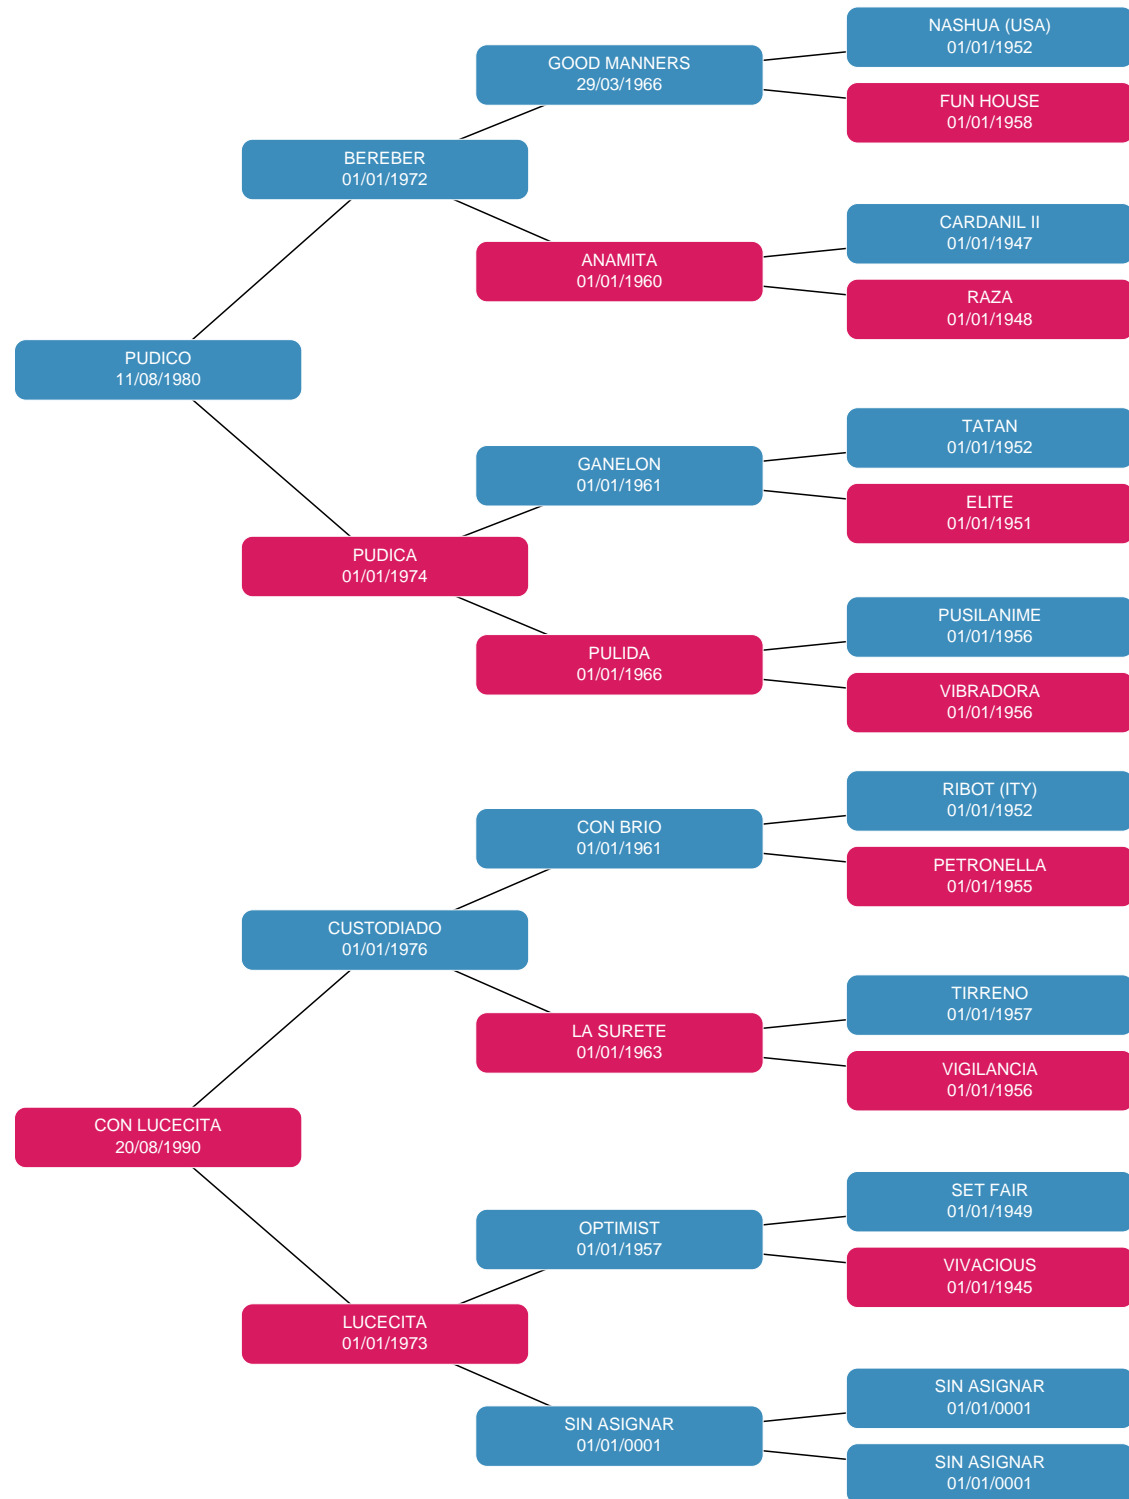 NASHUA (USA)
01/01/1952
GOOD MANNERS
29/03/1966
FUN HOUSE
01/01/1958
BEREBER
01/01/1972
CARDANIL II
01/01/1947
ANAMITA
01/01/1960
RAZA
01/01/1948
PUDICO
11/08/1980
TATAN
01/01/1952
GANELON
01/01/1961
ELITE
01/01/1951
PUDICA
01/01/1974
PUSILANIME
01/01/1956
PULIDA
01/01/1966
VIBRADORA
01/01/1956
RIBOT (ITY)
01/01/1952
CON BRIO
01/01/1961
PETRONELLA
01/01/1955
CUSTODIADO
01/01/1976
TIRRENO
01/01/1957
LA SURETE
01/01/1963
VIGILANCIA
01/01/1956
CON LUCECITA
20/08/1990
SET FAIR
01/01/1949
OPTIMIST
01/01/1957
VIVACIOUS
01/01/1945
LUCECITA
01/01/1973
SIN ASIGNAR
01/01/0001
SIN ASIGNAR
01/01/0001
SIN ASIGNAR
01/01/0001